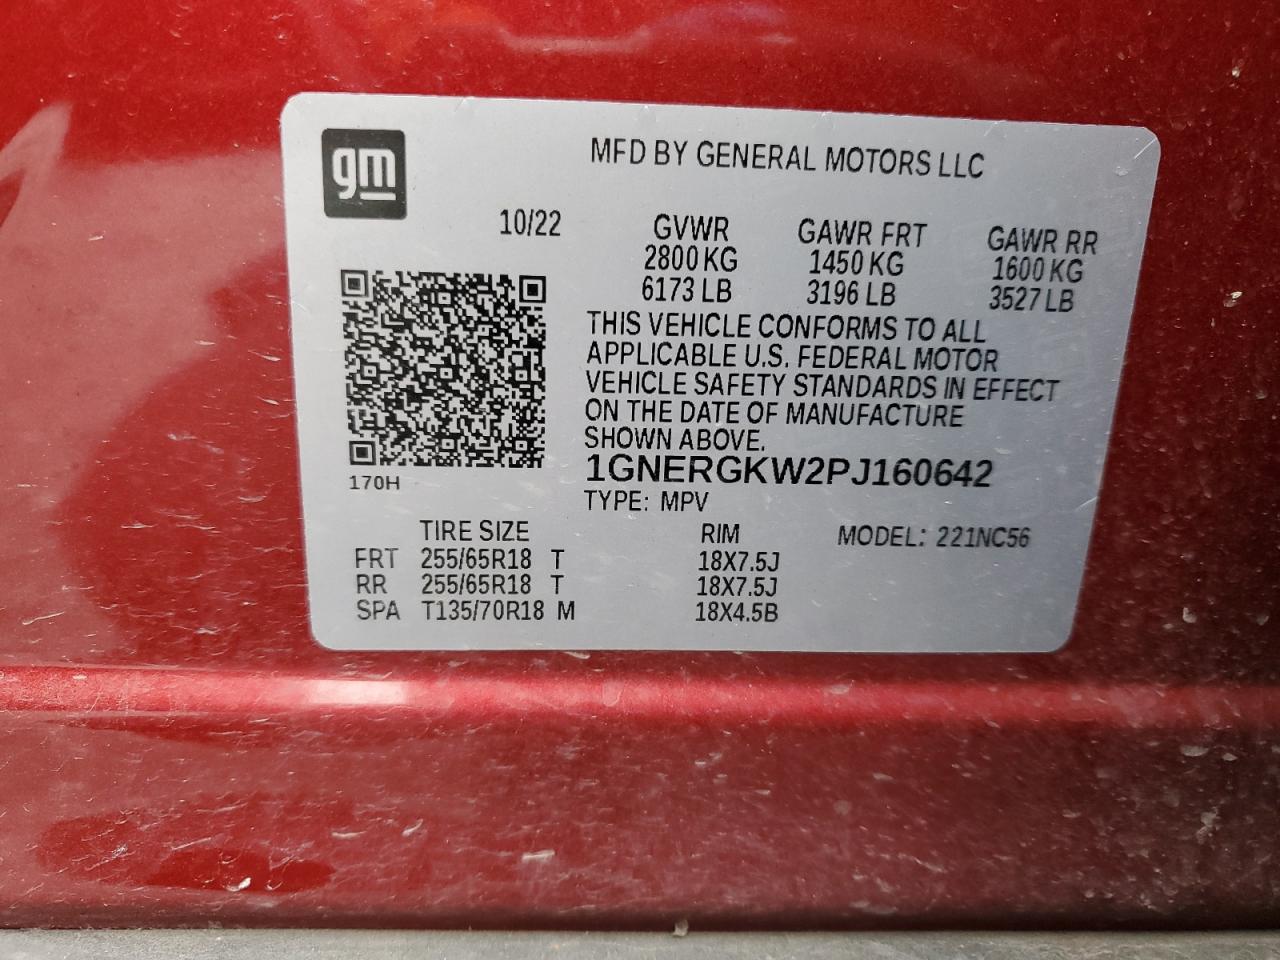 gm
MFD BY GENERAL MOTORS LLC
10/22 GVWR GAWR FRT GAWR RR
2800 KG 1450 KG 1600 KG
6173 LB 3196 LB 3527 LB
THIS VEHICLE CONFORMS TO ALL
APPLICABLE U.S. FEDERAL MOTOR
VEHICLE SAFETY STANDARDS IN EFFECT
ON THE DATE OF MANUFACTURE
SHOWN ABOVE.
1GNERGKW2PJ160642
170H
TYPE: MPV
TIRE SIZE RIM MODEL: 221NC56
FRT 255/65R18 T 18X7.5J
RR 255/65R18 T 18X7.5J
SPA T135/70R18 M 18X4.5B